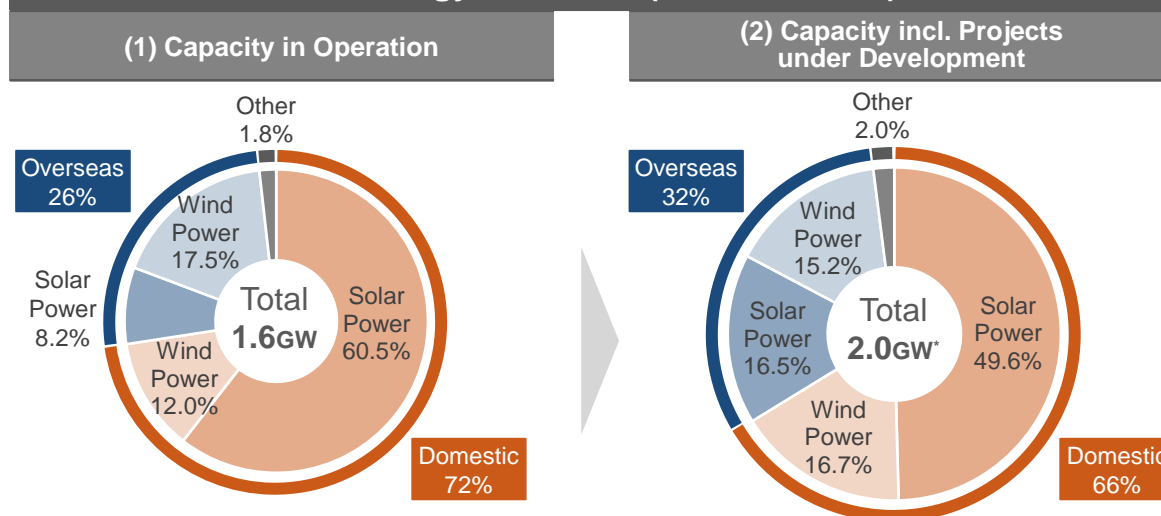 (1) Capacity in Operation
Other
1.8%
Overseas
26%
Wind
Power
17.5%
Solar
Power
8.2%
Total
1.6GW
Solar
Power
60.5%
Wind
Power
12.0%
Domestic
72%
(2) Capacity incl. Projects
under Development
Other
2.0%
Overseas
32%
Wind
Power
15.2%
Solar
Power
16.5%
Total
2.0GW*
Solar
Power
49.6%
Wind
Power
16.7%
Domestic
66%